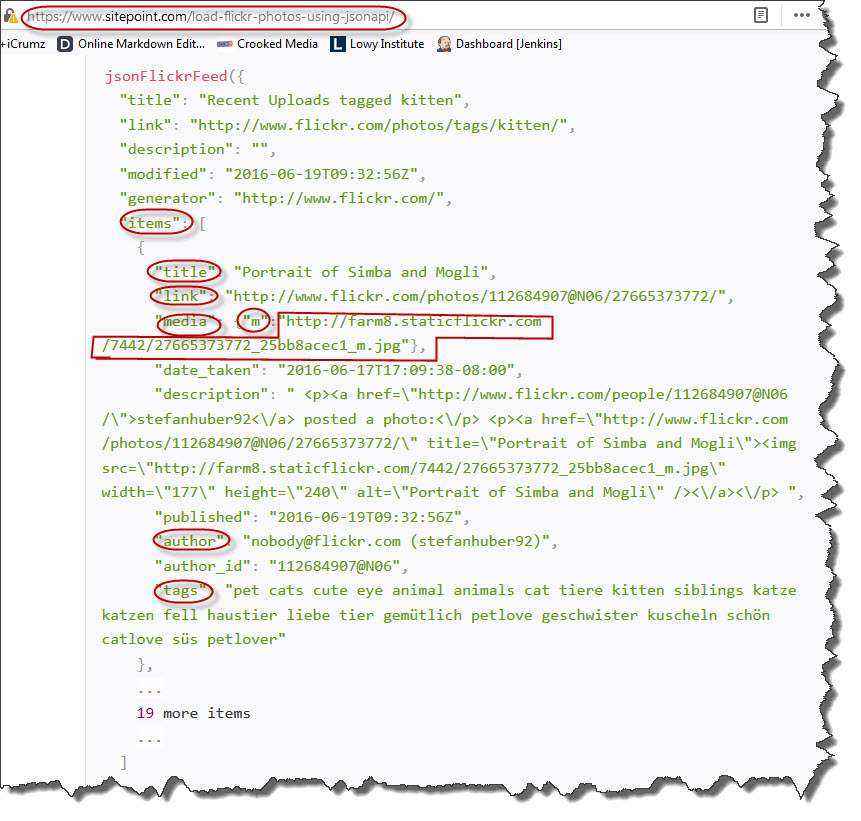 https://www.sitepoint.com/load-flickr-photos-using-jsonapi/
+iCrumz D Online Markdown Edit... Crooked Media L Lowy Institute Dashboard [Jenkins]
jsonFlickrFeed({
"title": "Recent Uploads tagged kitten",
"link": "http://www.flickr.com/photos/tags/kitten/",
"description": "",
"modified": "2016-06-19T09:32:56Z",
"generator": "http://www.flickr.com/",
"items": [
{
"title": "Portrait of Simba and Mogli",
"link": "http://www.flickr.com/photos/112684907@N06/27665373772/",
"media": {"m":"http://farm8.staticflickr.com
/7442/27665373772_25bb8acec1_m.jpg"},
"date_taken": "2016-06-17T17:09:38-08:00",
"description": " <p><a href=\"http://www.flickr.com/people/112684907@N06
/\">stefanhuber92<\/a> posted a photo:<\/p> <p><a href=\"http://www.flickr.com
/photos/112684907@N06/27665373772/\" title=\"Portrait of Simba and Mogli\"><img
src=\"http://farm8.staticflickr.com/7442/27665373772_25bb8acec1_m.jpg\"
width=\"177\" height=\"240\" alt=\"Portrait of Simba and Mogli\" /><\/a><\/p> ",
"published": "2016-06-19T09:32:56Z",
"author": "nobody@flickr.com (stefanhuber92)",
"author_id": "112684907@N06",
"tags": "pet cats cute eye animal animals cat tiere kitten siblings katze
katzen fell haustier liebe tier gemütlich petlove geschwister kuscheln schön
catlove süs petlover"
},
...
19 more items
...
]